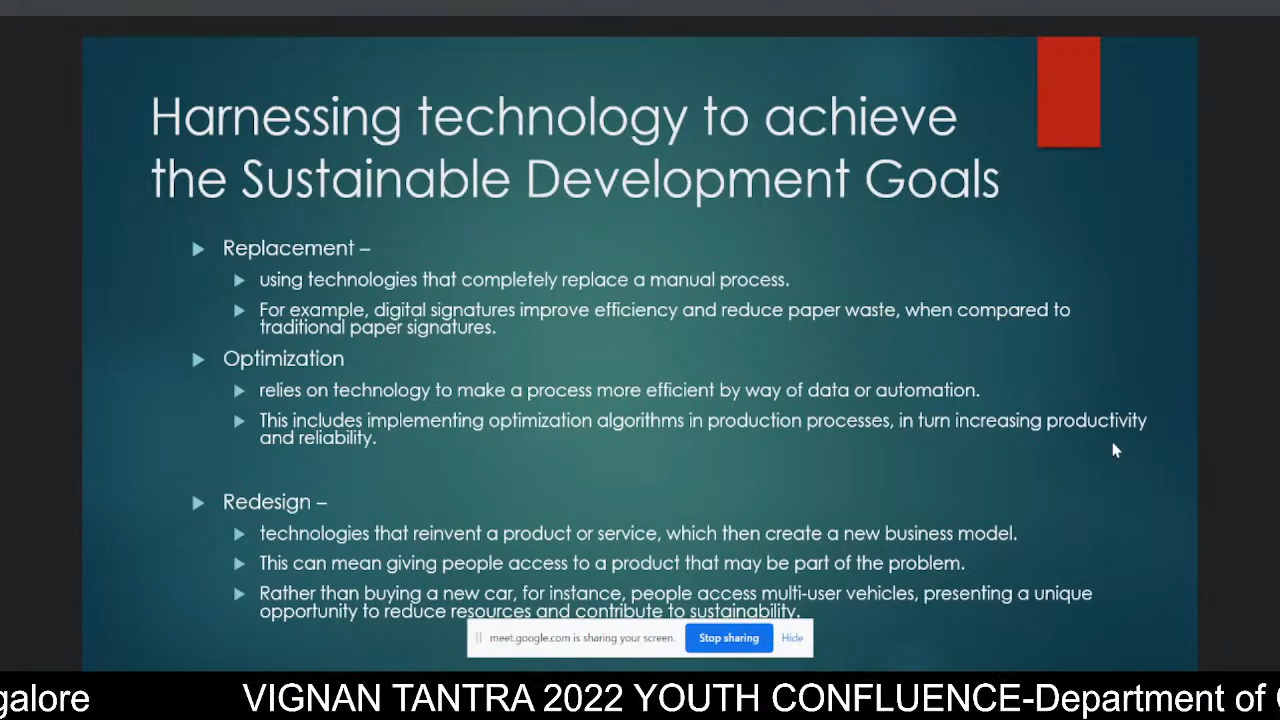 Harnessing technology to achieve
the Sustainable Development Goals
Replacement –
using technologies that completely replace a manual process.
For example, digital signatures improve efficiency and reduce paper waste, when compared to
traditional paper signatures.
Optimization
relies on technology to make a process more efficient by way of data or automation.
This includes implementing optimization algorithms in production processes, in turn increasing productivity
and reliability.
Redesign –
technologies that reinvent a product or service, which then create a new business model.
This can mean giving people access to a product that may be part of the problem.
Rather than buying a new car, for instance, people access multi-user vehicles, presenting a unique
opportunity to reduce resources and contribute to sustainability.
meet.google.com is sharing your screen. Stop sharing Hide
galore VIGNAN TANTRA 2022 YOUTH CONFLUENCE-Department of